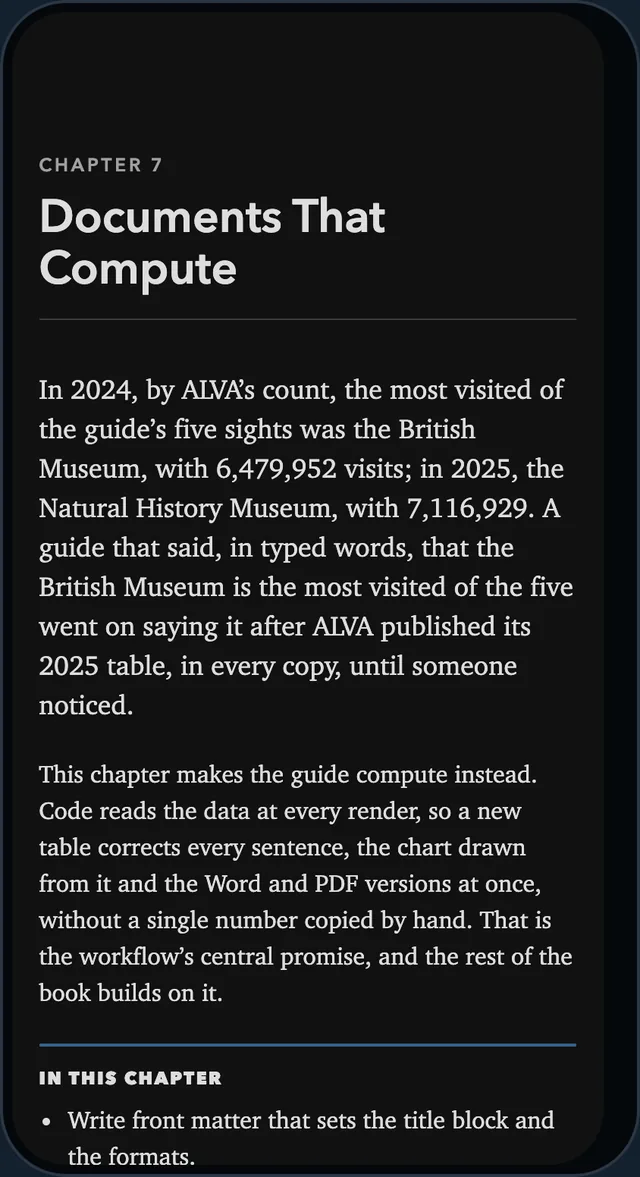 CHAPTER 7
Documents That
Compute
In 2024, by ALVA’s count, the most visited of
the guide’s five sights was the British
Museum, with 6,479,952 visits; in 2025, the
Natural History Museum, with 7,116,929. A
guide that said, in typed words, that the
British Museum is the most visited of the five
went on saying it after ALVA published its
2025 table, in every copy, until someone
noticed.
This chapter makes the guide compute instead.
Code reads the data at every render, so a new
table corrects every sentence, the chart drawn
from it and the Word and PDF versions at once,
without a single number copied by hand. That is
the workflow’s central promise, and the rest of the
book builds on it.
IN THIS CHAPTER
• Write front matter that sets the title block and
the formats.